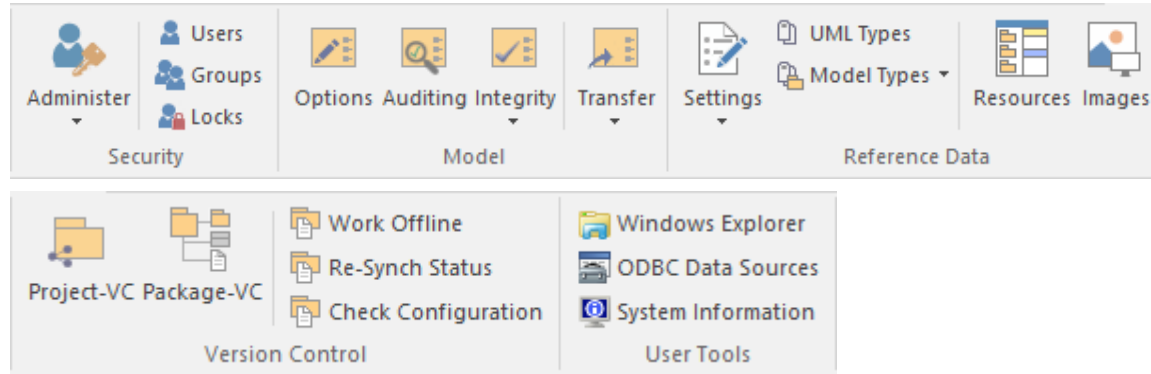 Administer
Users
Groups
Locks
Security
Options Auditing Integrity Transfer
Model
Settings
UML Types
Model Types
Resources Images
Reference Data
Project-VC Package-VC
Work Offline
Re-Synch Status
Check Configuration
Version Control
Windows Explorer
ODBC Data Sources
System Information
User Tools